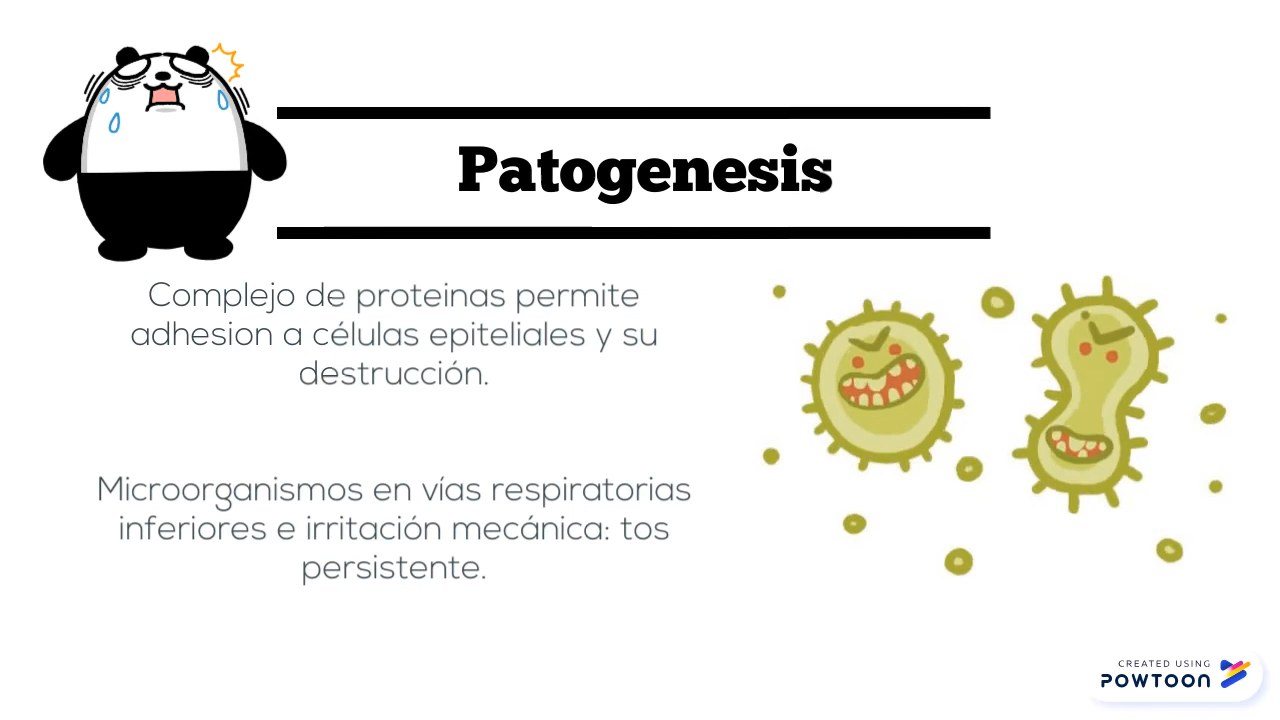 Patogenesis
Complejo de proteinas permite
adhesion a células epiteliales y su
destrucción.
Microorganismos en vías respiratorias
inferiores e irritación mecánica: tos
persistente.
CREATED USING
POWTOON